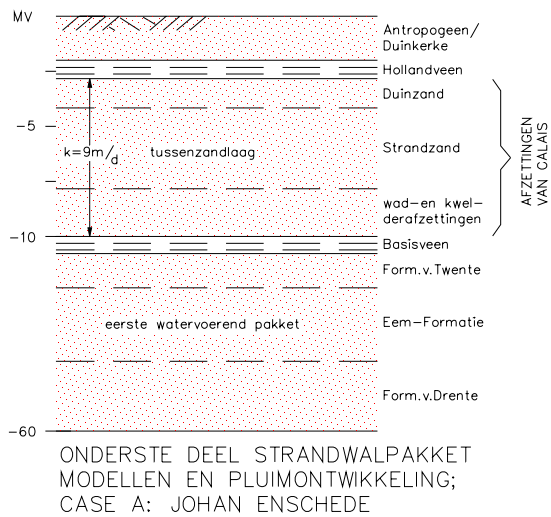 MV
Antropogeen/
Duinkerke
Hollandveen
Duinzand
-5
k=9m/d
tussenzandlaag
Strandzand
AFZETTINGEN
VAN CALAIS
wad-en kwel-
derafzettingen
-10
Basisveen
Form.v.Twente
eerste watervoerend pakket
Eem-Formatie
Form.v.Drente
-60
ONDERSTE DEEL STRANDWALPAKKET
MODELLEN EN PLUIMONTWIKKELING;
CASE A: JOHAN ENSCHEDE